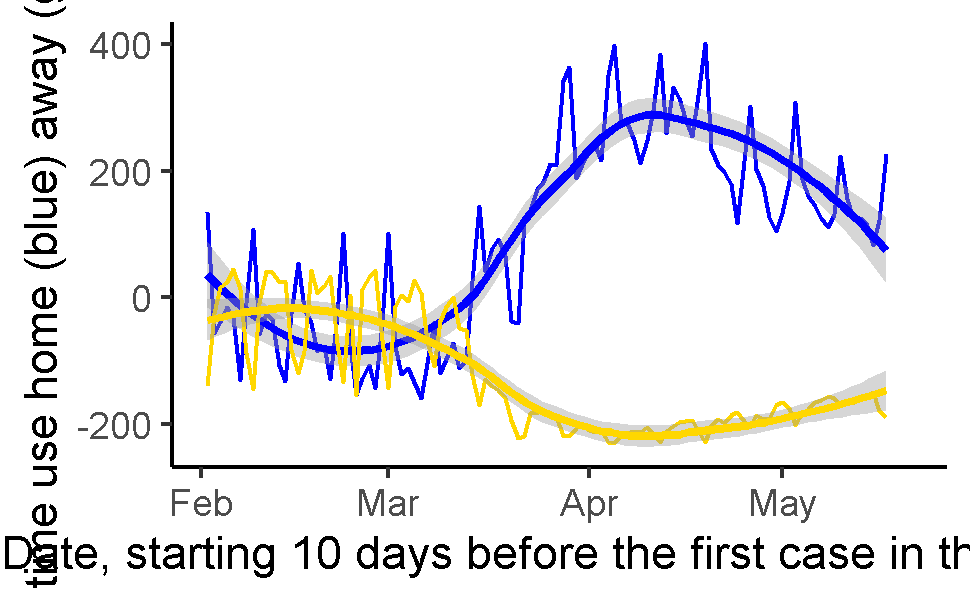 time use home (blue) away (
400
200
0
-200
Feb Mar Apr May
Date, starting 10 days before the first case in th